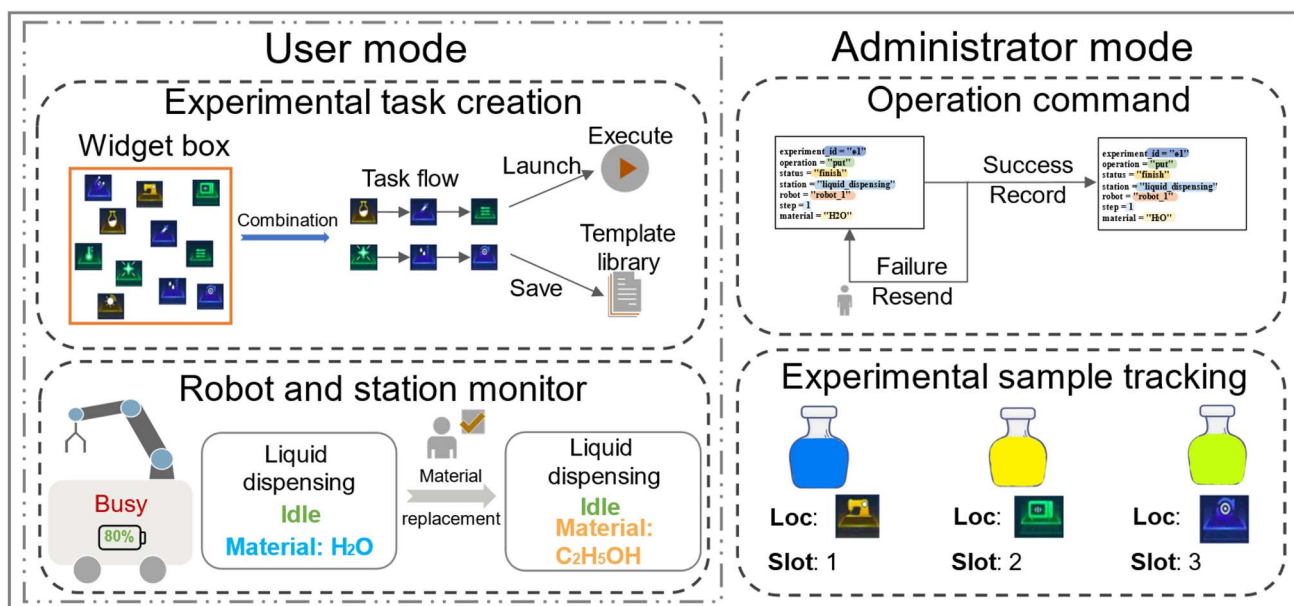 User mode
Experimental task creation
Widget box
Combination
Task flow
Launch
Execute
Save
Template
library
Robot and station monitor
Busy
80%
Liquid
dispensing
Idle
Material: H₂O
Material
replacement
Liquid
dispensing
Idle
Material:
C₂H₅OH
Administrator mode
Operation command
experiment_id = "*1"
operation = "put"
status = "finish"
station = "liquid_dispensing"
robot = "robot_1"
step = 1
material = "H2O"
Success
Record
Failure
Resend
experiment_id = "*1"
operation = "put"
status = "finish"
station = "liquid_dispensing"
robot = "robot_1"
step = 1
material = "H₂O"
Experimental sample tracking
Loc:
Slot: 1
Loc:
Slot: 2
Loc:
Slot: 3